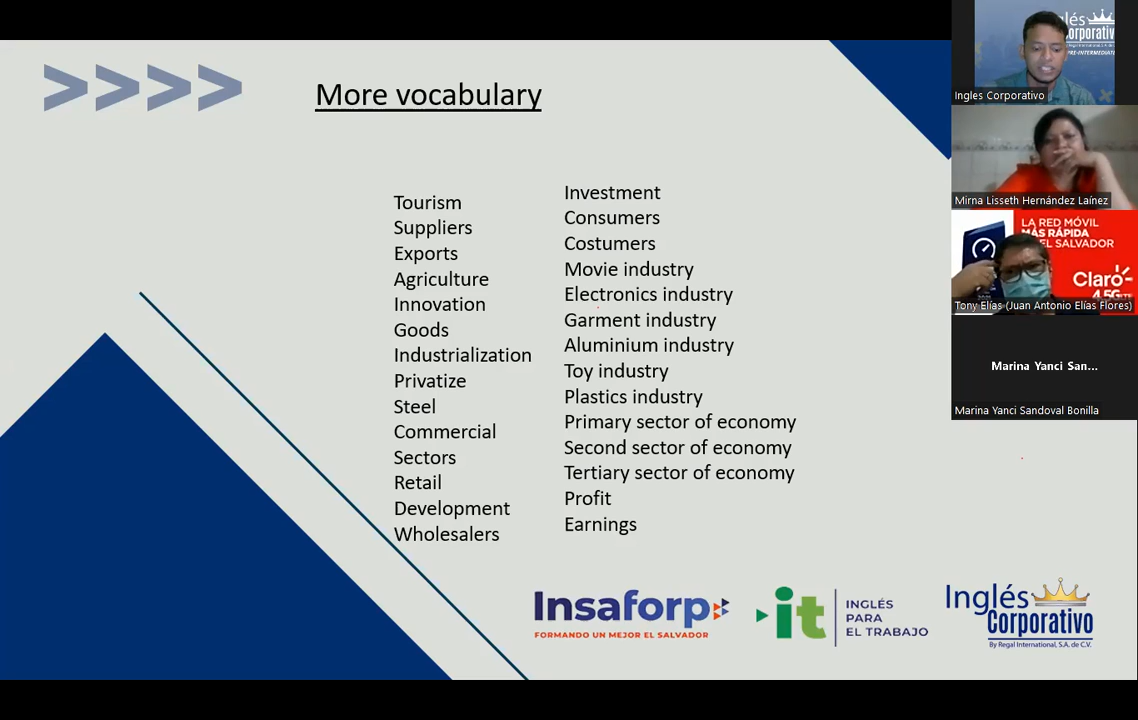 >>>>
More vocabulary
Tourism
Suppliers
Exports
Agriculture
Innovation
Goods
Industrialization
Privatize
Steel
Commercial
Sectors
Retail
Development
Wholesalers
Investment
Consumers
Costumers
Movie industry
Electronics industry
Garment industry
Aluminium industry
Toy industry
Plastics industry
Primary sector of economy
Second sector of economy
Tertiary sector of economy
Profit
Earnings
Insaforp
FORMANDO UN MEJOR EL SALVADOR
it
INGLÉS
PARA
EL TRABAJO
Inglés
Corporativo
By Regal International, S.A. de C.V.
Ingles Corporativo
Mirna Lisseth Hernández Laínez
LA RED MÓVIL
MÁS RÁPIDA
EL SALVADOR
Claro
4.5G
Tony Elías (Juan Antonio Elías Flores)
Marina Yanci San...
Marina Yanci Sandoval Bonilla